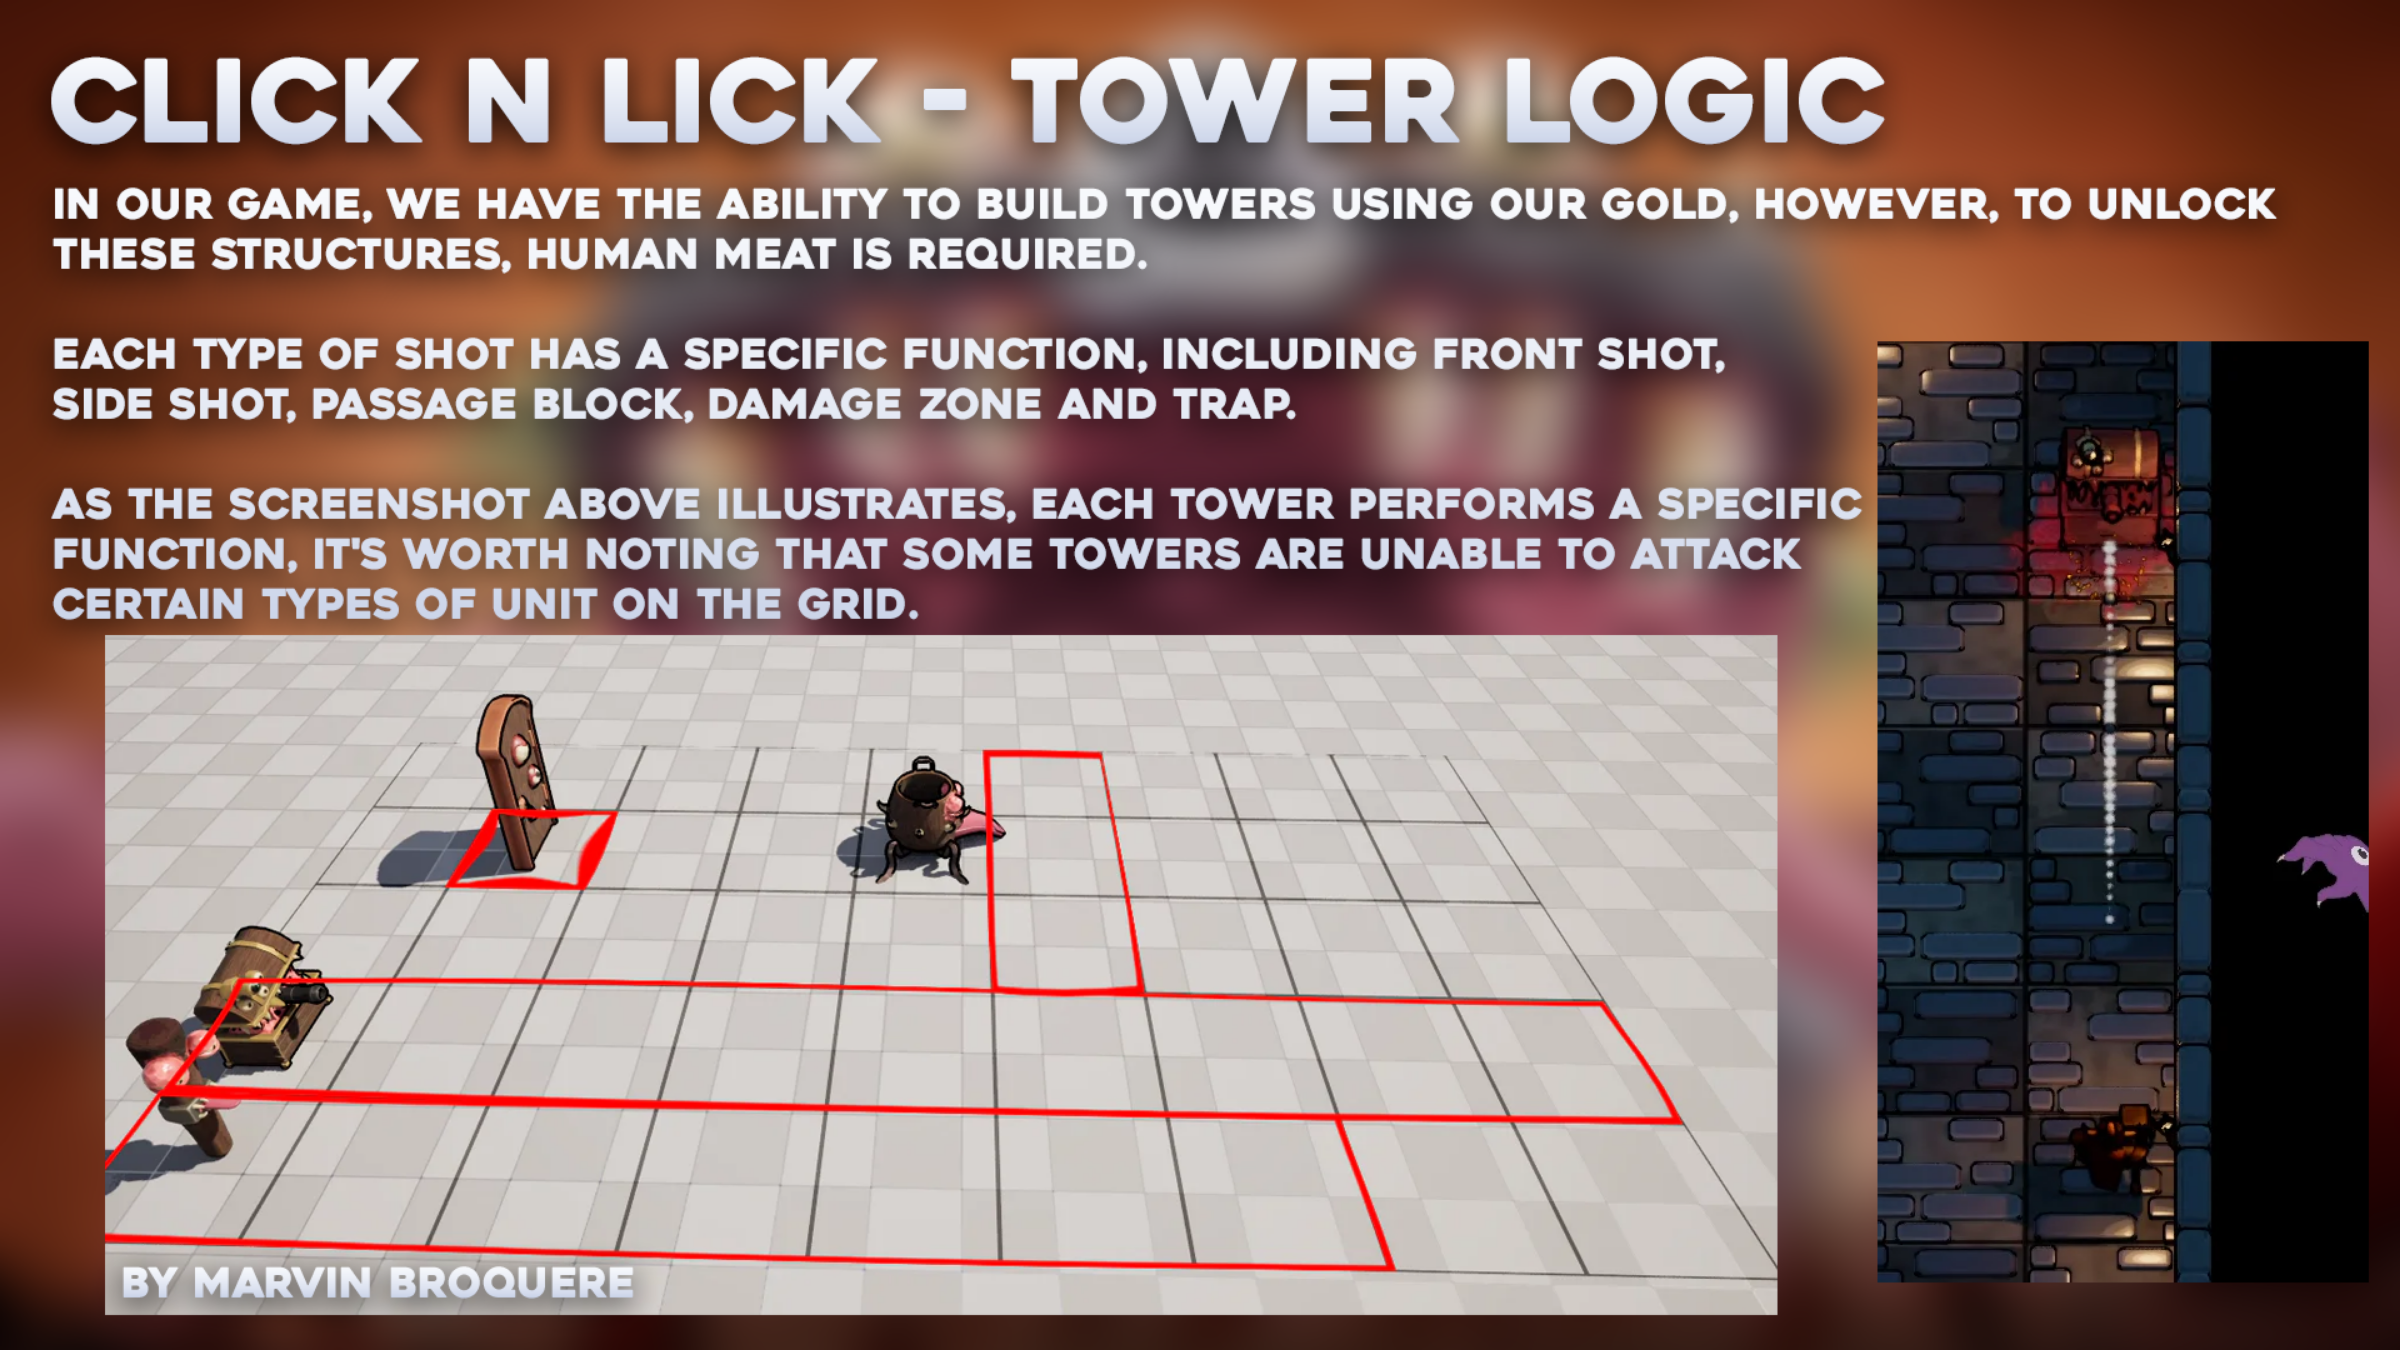 CLICK N LICK - TOWER LOGIC
IN OUR GAME, WE HAVE THE ABILITY TO BUILD TOWERS USING OUR GOLD, HOWEVER, TO UNLOCK
THESE STRUCTURES, HUMAN MEAT IS REQUIRED.
EACH TYPE OF SHOT HAS A SPECIFIC FUNCTION, INCLUDING FRONT SHOT,
SIDE SHOT, PASSAGE BLOCK, DAMAGE ZONE AND TRAP.
AS THE SCREENSHOT ABOVE ILLUSTRATES, EACH TOWER PERFORMS A SPECIFIC
FUNCTION, IT'S WORTH NOTING THAT SOME TOWERS ARE UNABLE TO ATTACK
CERTAIN TYPES OF UNIT ON THE GRID.
BY MARVIN BROQUERE